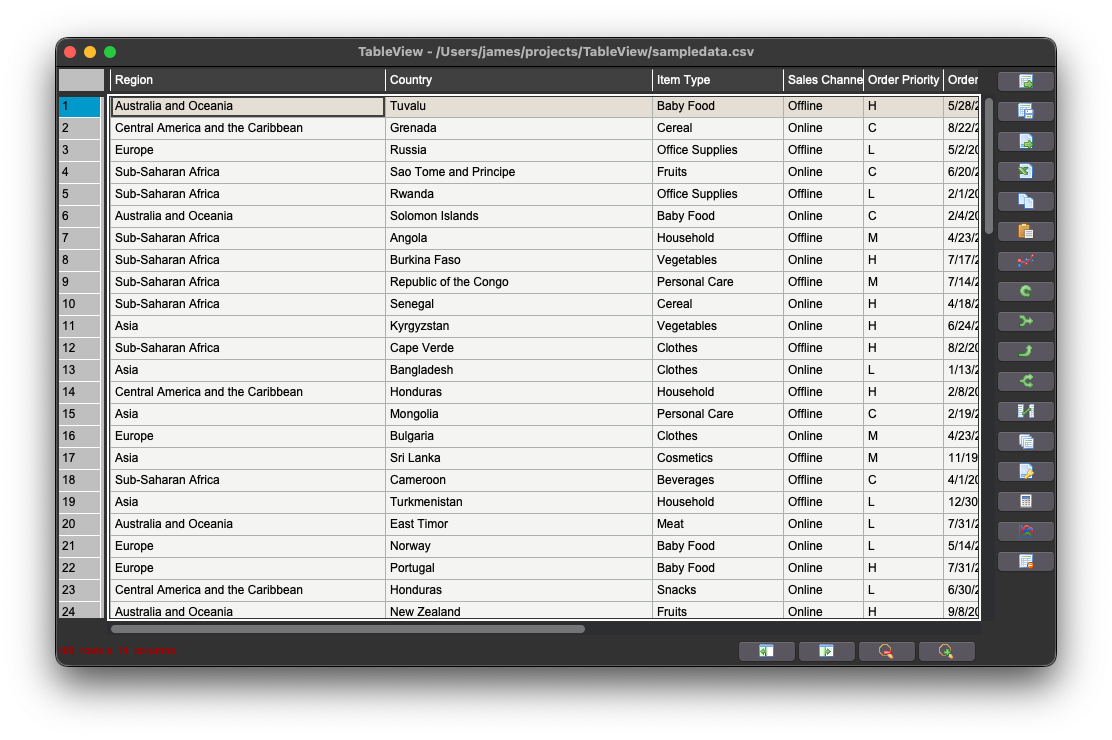 TableView - /Users/james/projects/TableView/sampledata.csv
Region Country Item Type Sales Channe Order Priority Order
1 Australia and Oceania Tuvalu Baby Food Offline H 5/28/2
2 Central America and the Caribbean Grenada Cereal Online C 8/22/2
3 Europe Russia Office Supplies Offline L 5/2/20
4 Sub-Saharan Africa Sao Tome and Principe Fruits Online C 6/20/2
5 Sub-Saharan Africa Rwanda Office Supplies Offline L 2/1/20
6 Australia and Oceania Solomon Islands Baby Food Online C 2/4/20
7 Sub-Saharan Africa Angola Household Offline M 4/23/2
8 Sub-Saharan Africa Burkina Faso Vegetables Online H 7/17/2
9 Sub-Saharan Africa Republic of the Congo Personal Care Offline M 7/14/2
10 Sub-Saharan Africa Senegal Cereal Online H 4/18/2
11 Asia Kyrgyzstan Vegetables Online H 6/24/2
12 Sub-Saharan Africa Cape Verde Clothes Offline H 8/2/20
13 Asia Bangladesh Clothes Online L 1/13/2
14 Central America and the Caribbean Honduras Household Offline H 2/8/20
15 Asia Mongolia Personal Care Offline C 2/19/2
16 Europe Bulgaria Clothes Online M 4/23/2
17 Asia Sri Lanka Cosmetics Offline M 11/19
18 Sub-Saharan Africa Cameroon Beverages Offline C 4/1/20
19 Asia Turkmenistan Household Offline L 12/30
20 Australia and Oceania East Timor Meat Online L 7/31/2
21 Europe Norway Baby Food Online L 5/14/2
22 Europe Portugal Baby Food Online H 7/31/2
23 Central America and the Caribbean Honduras Snacks Online L 6/30/2
24 Australia and Oceania New Zealand Fruits Online H 9/8/20